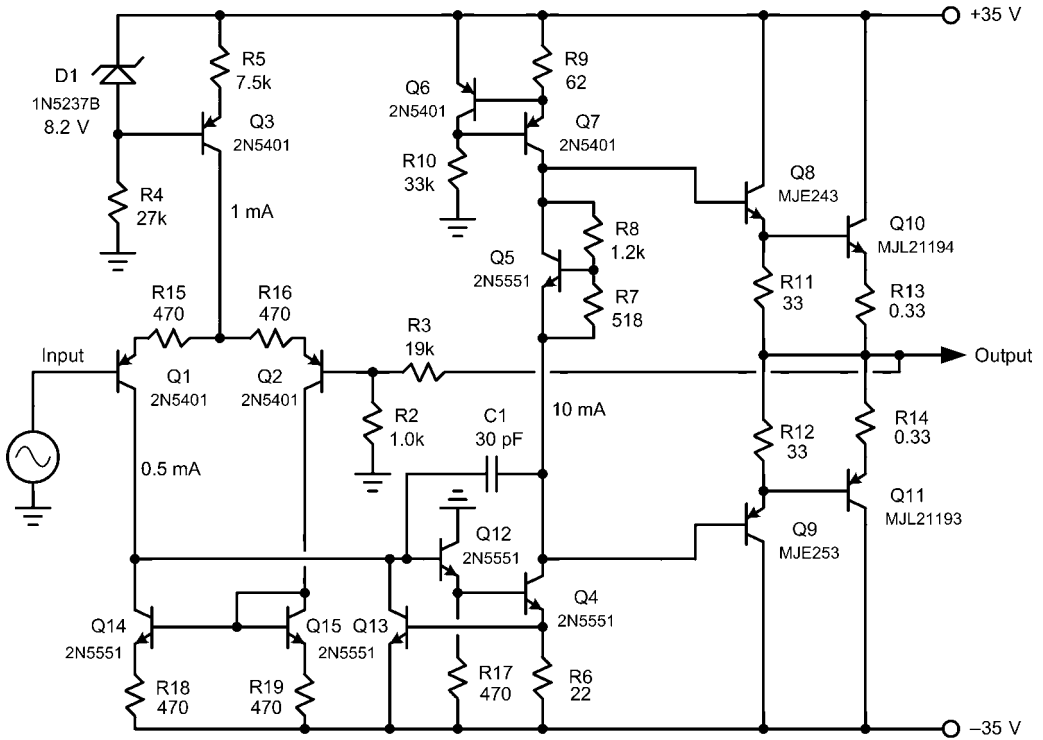 +35 V
D1
1N5237B
8.2 V
R5
7.5k
Q3
2N5401
R4
27k
1 mA
Q6
2N5401
R9
62
Q7
2N5401
R10
33k
R8
1.2k
Q5
2N5551
R7
518
Q8
MJE243
Q10
MJL21194
R11
33
R13
0.33
R15
470
R16
470
R3
19k
Input
Output
Q1
2N5401
Q2
2N5401
R2
1.0k
C1
30 pF
10 mA
R12
33
R14
0.33
0.5 mA
Q12
2N5551
Q9
MJE253
Q11
MJL21193
Q4
2N5551
Q14
2N5551
Q15
2N5551
Q13
R18
470
R19
470
R17
470
R6
22
–35 V